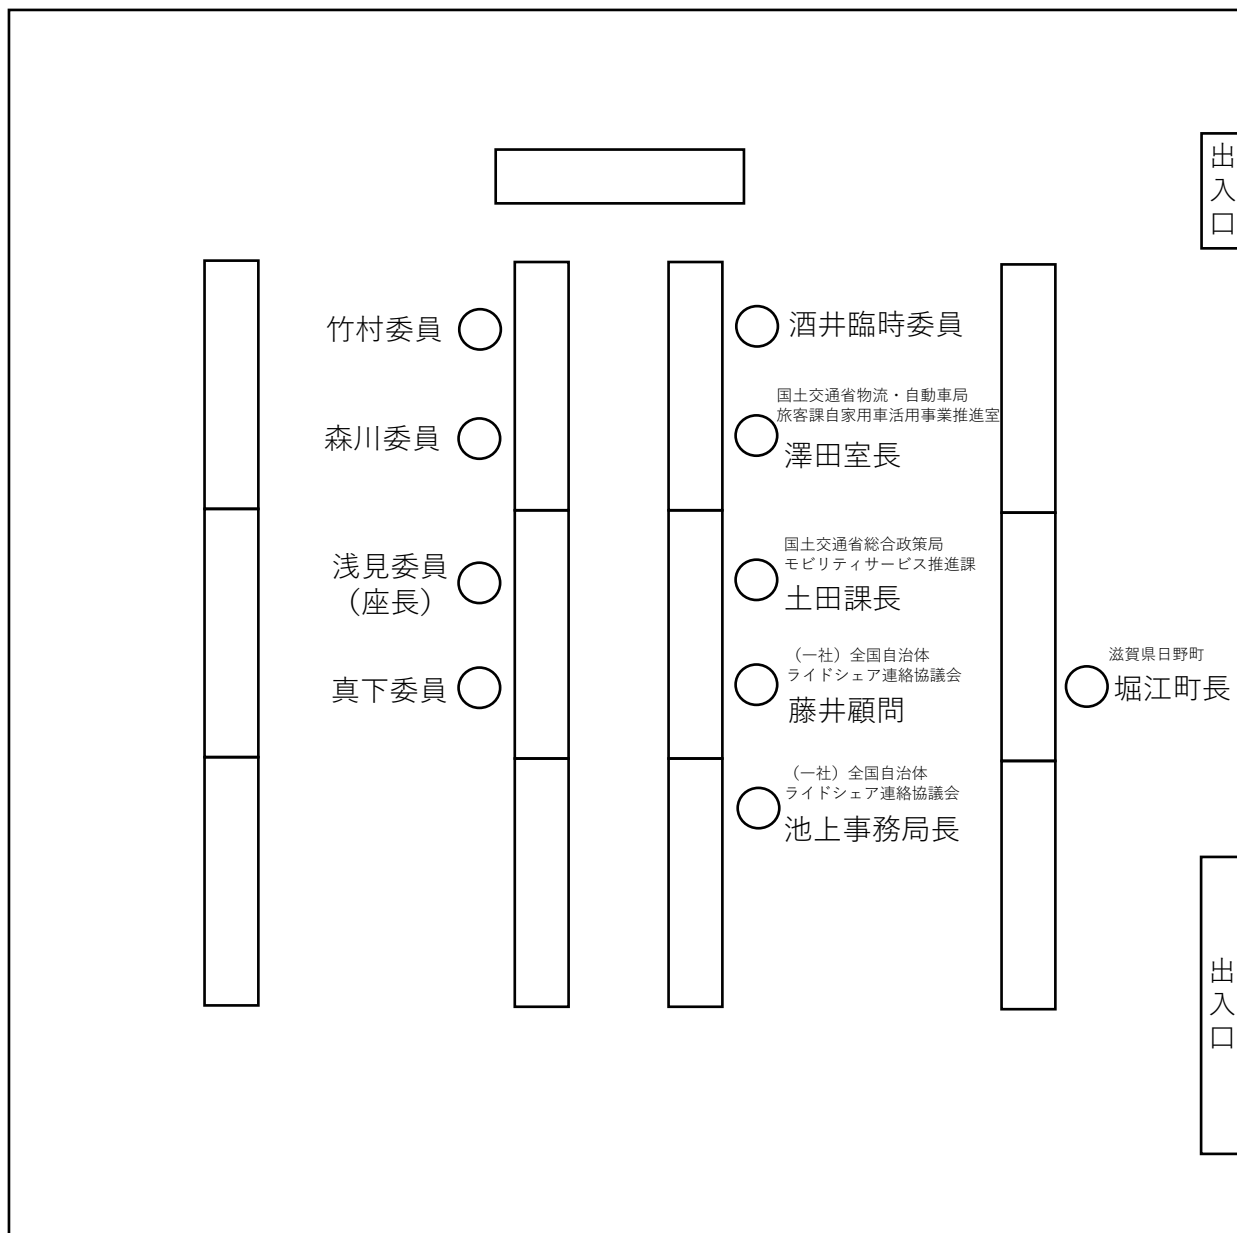 出入口
竹村委員
酒井臨時委員
国土交通省物流・自動車局
旅客課自家用車活用事業推進室
森川委員
澤田室長
国土交通省総合政策局
モビリティサービス推進課
浅見委員
（座長）
土田課長
（一社）全国自治体
ライドシェア連絡協議会
藤井顧問
真下委員
滋賀県日野町
堀江町長
（一社）全国自治体
ライドシェア連絡協議会
池上事務局長
出入口